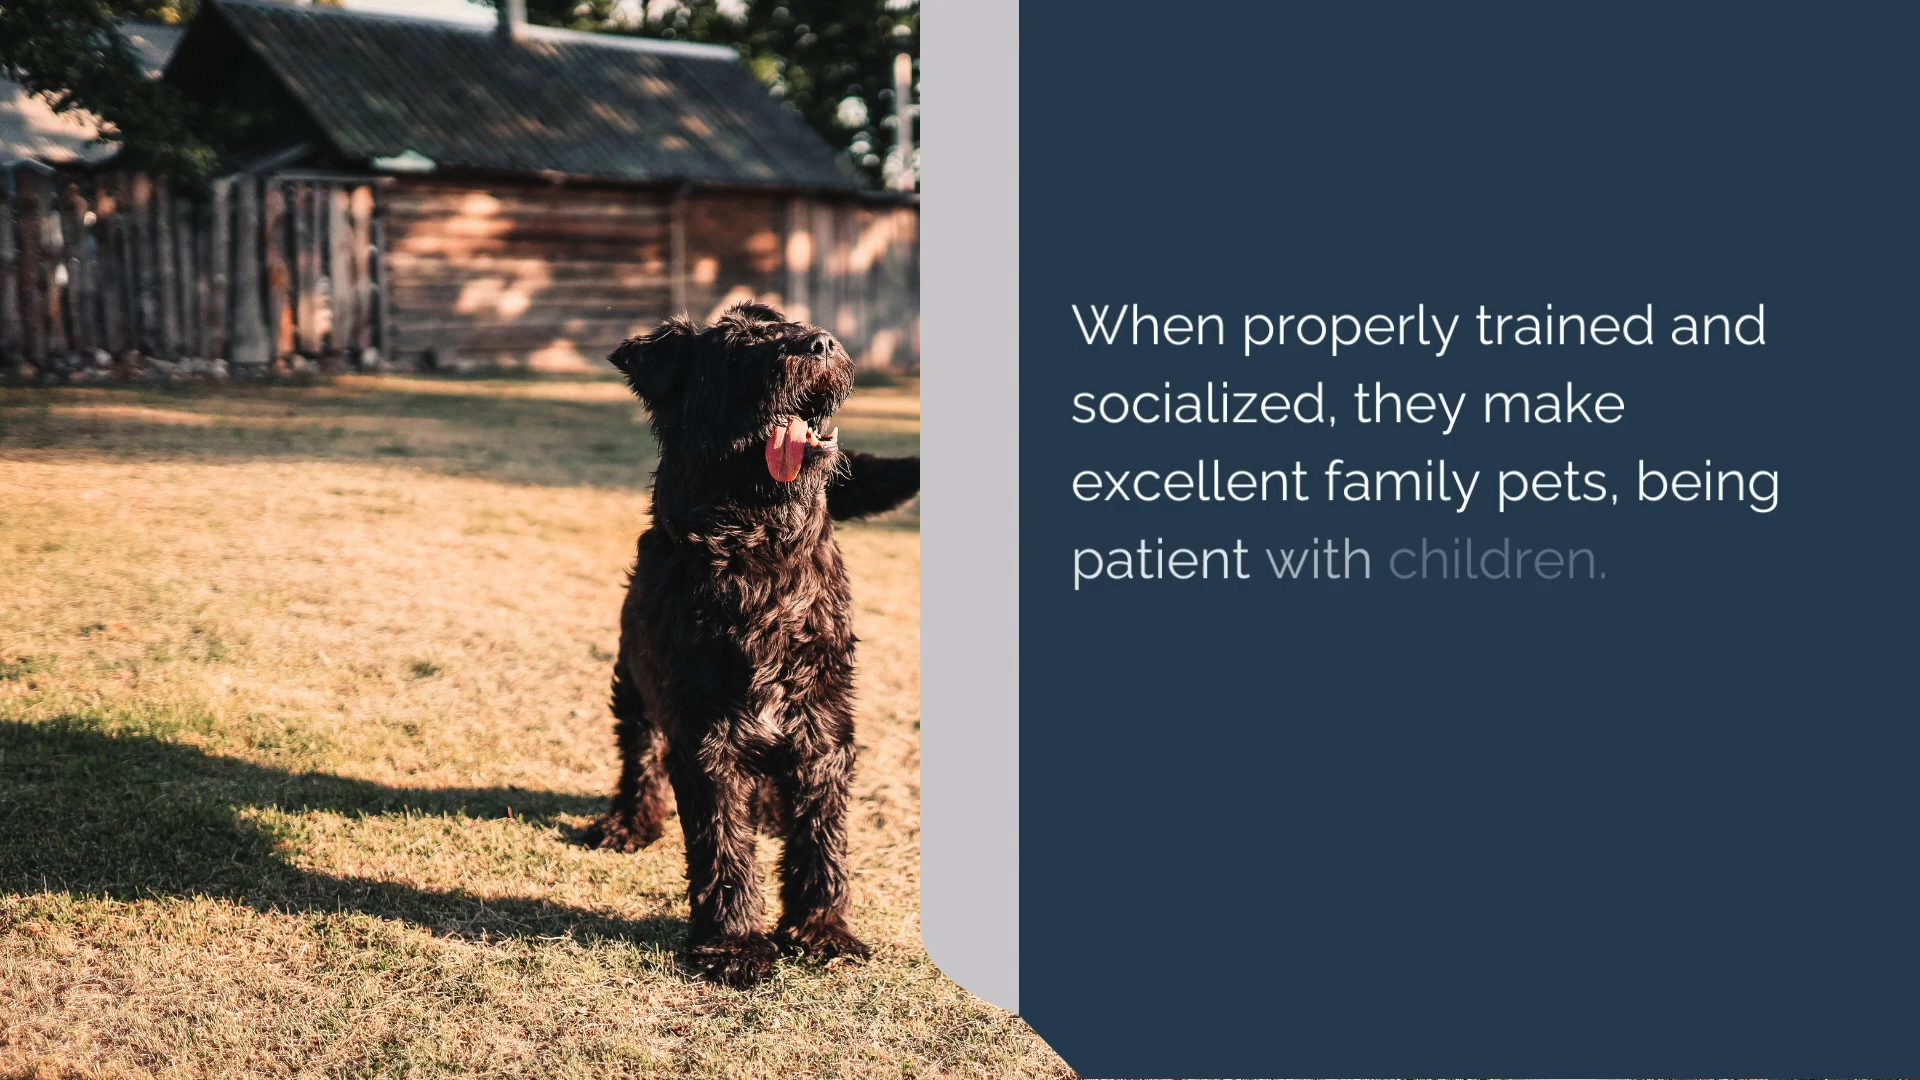 When properly trained and
socialized, they make
excellent family pets, being
patient with children.